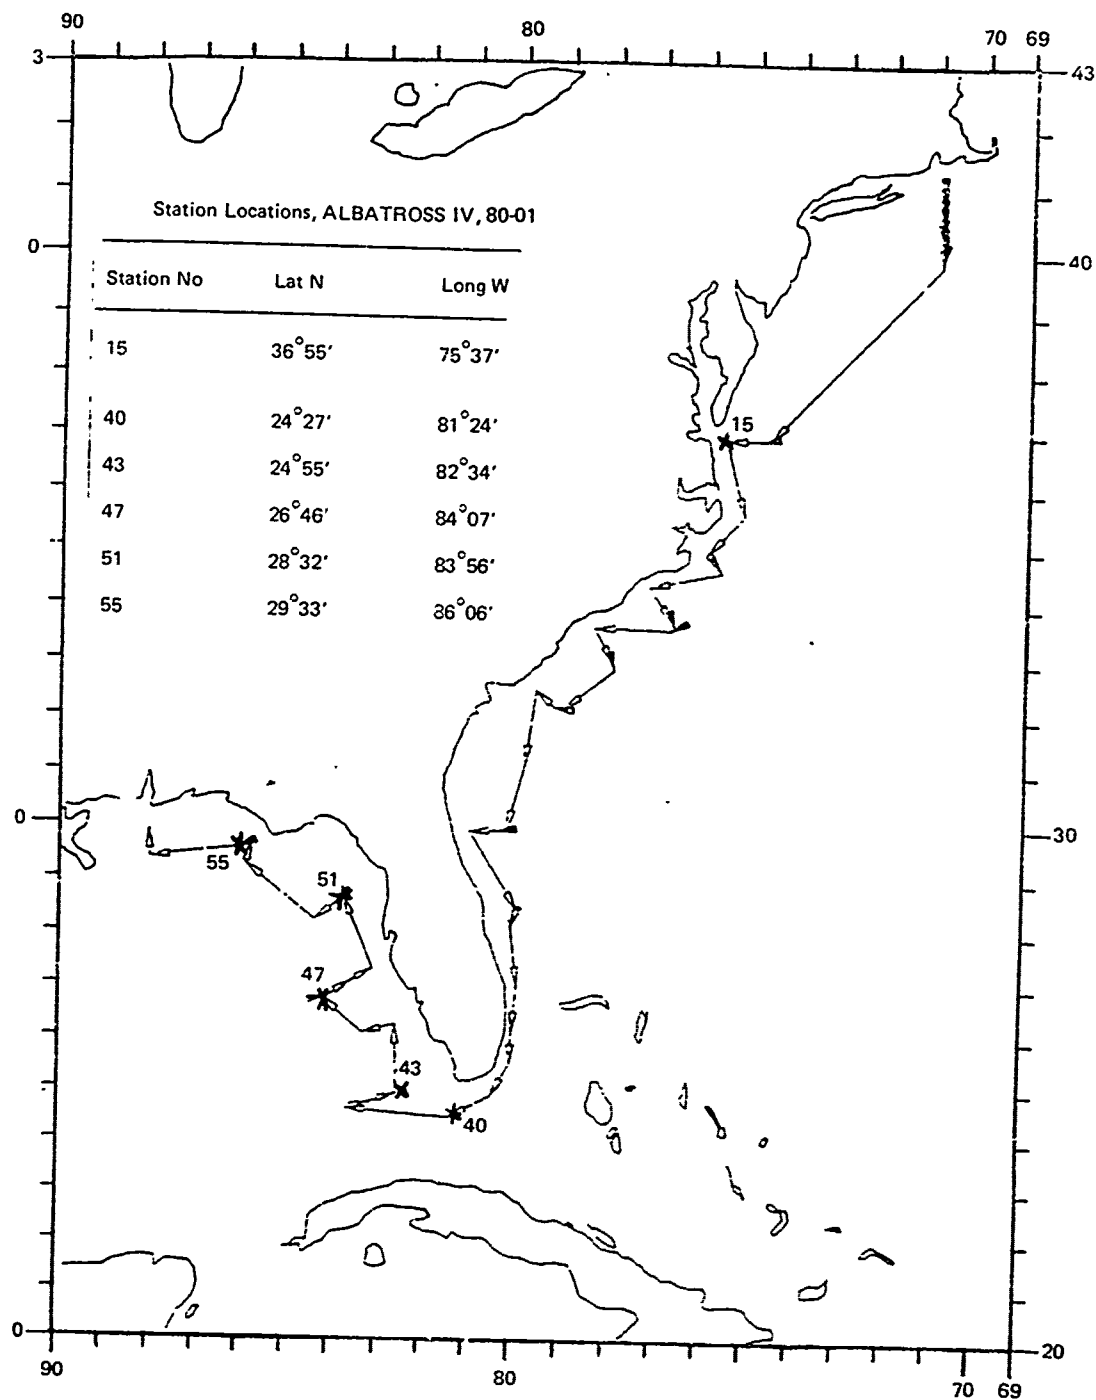 90 80 70 69
3 43
Station Locations, ALBATROSS IV, 80-01
0 40
Station No Lat N Long W
15 36°55′ 75°37′
40 24°27′ 81°24′
43 24°55′ 82°34′
47 26°46′ 84°07′
51 28°32′ 83°56′
55 29°33′ 86°06′
15
0 30
55
51
47
43
40
0 20
90 80 70 69